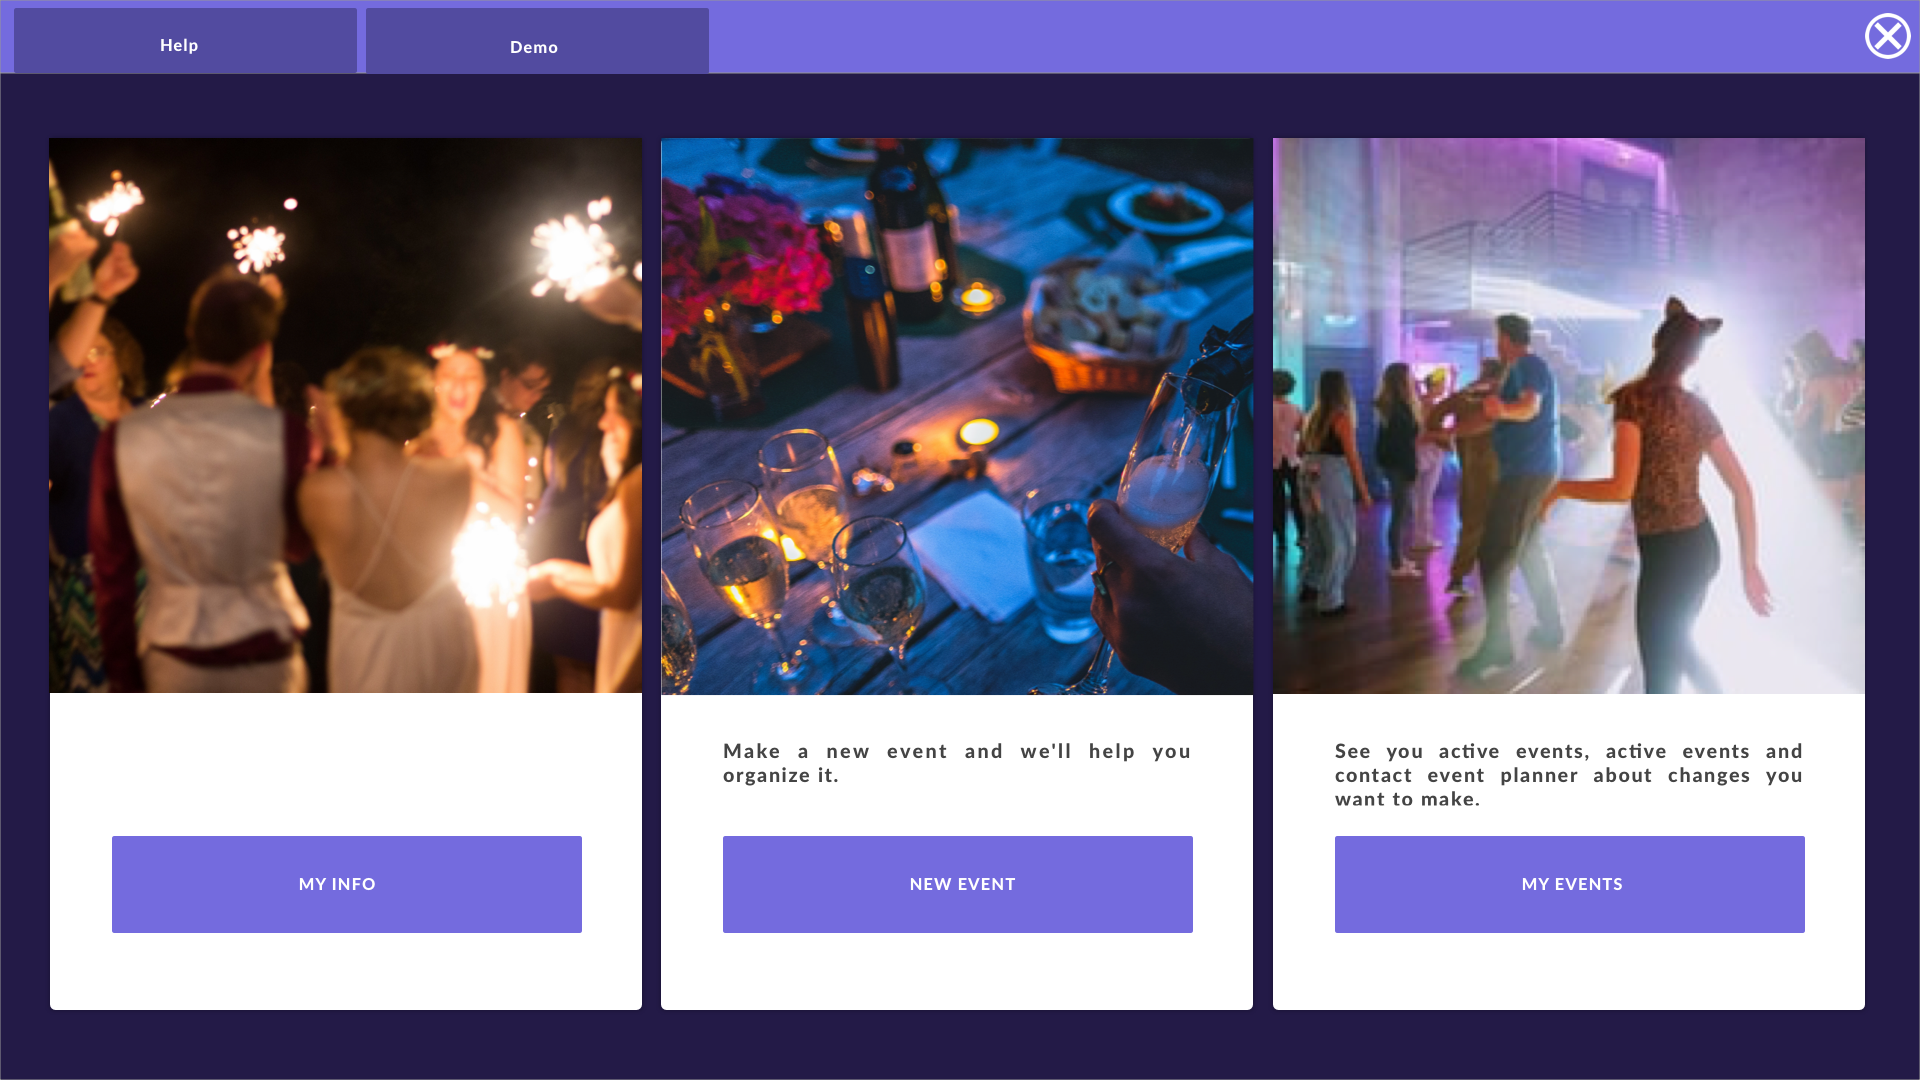 Help
Demo
Make a new event and we'll help you
organize it.
See you active events, active events and
contact event planner about changes you
want to make.
MY INFO
NEW EVENT
MY EVENTS